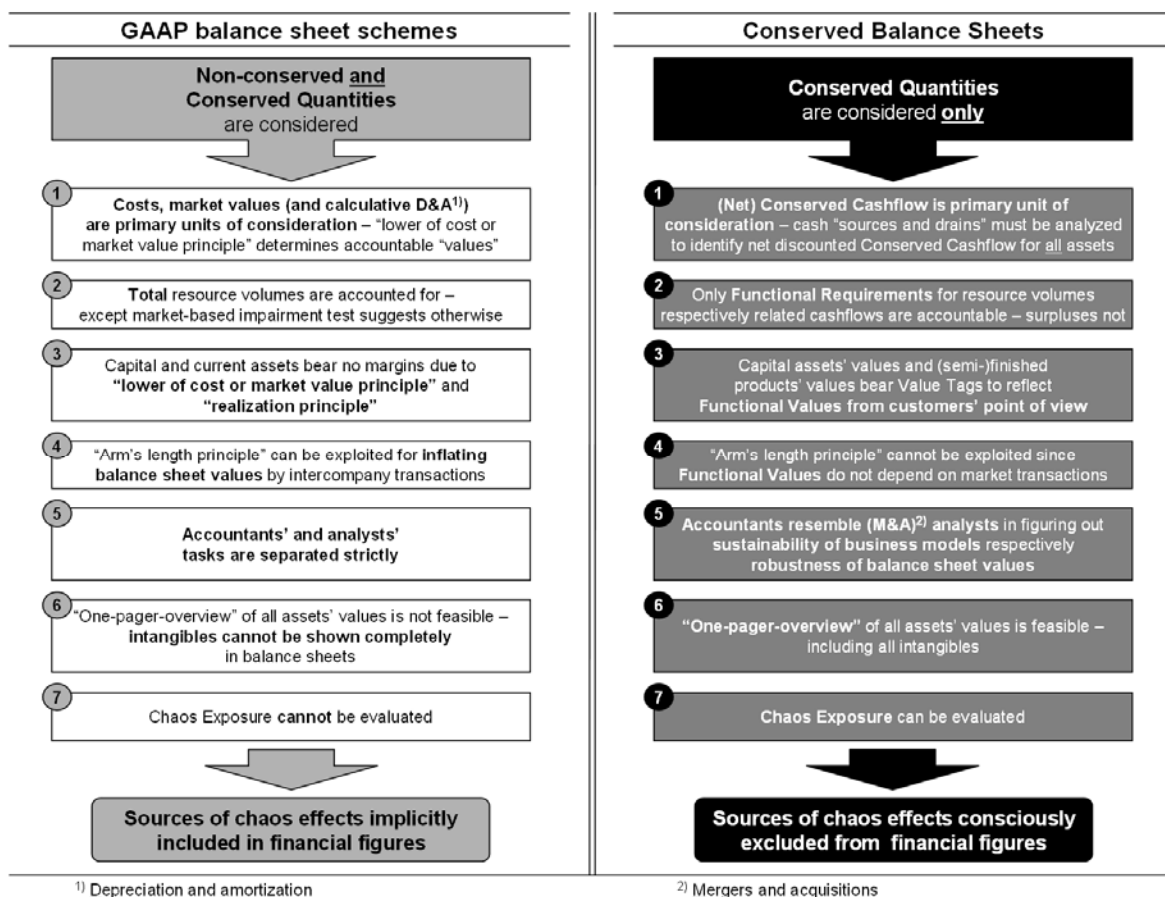 GAAP balance sheet schemes
Non-conserved and
Conserved Quantities
are considered
1
Costs, market values (and calculative D&A1))
are primary units of consideration – “lower of cost or
market value principle” determines accountable “values”
2
Total resource volumes are accounted for –
except market-based impairment test suggests otherwise
3
Capital and current assets bear no margins due to
“lower of cost or market value principle” and
“realization principle”
4
“Arm’s length principle” can be exploited for inflating
balance sheet values by intercompany transactions
5
Accountants’ and analysts’
tasks are separated strictly
6
“One-pager-overview” of all assets’ values is not feasible –
intangibles cannot be shown completely
in balance sheets
7
Chaos Exposure cannot be evaluated
Sources of chaos effects implicitly
included in financial figures
1) Depreciation and amortization
Conserved Balance Sheets
Conserved Quantities
are considered only
1
(Net) Conserved Cashflow is primary unit of
consideration – cash “sources and drains” must be analyzed
to identify net discounted Conserved Cashflow for all assets
2
Only Functional Requirements for resource volumes
respectively related cashflows are accountable – surpluses not
3
Capital assets’ values and (semi-)finished
products’ values bear Value Tags to reflect
Functional Values from customers’ point of view
4
“Arm’s length principle” cannot be exploited since
Functional Values do not depend on market transactions
5
Accountants resemble (M&A)2) analysts in figuring out
sustainability of business models respectively
robustness of balance sheet values
6
“One-pager-overview” of all assets’ values is feasible –
including all intangibles
7
Chaos Exposure can be evaluated
Sources of chaos effects consciously
excluded from financial figures
2) Mergers and acquisitions